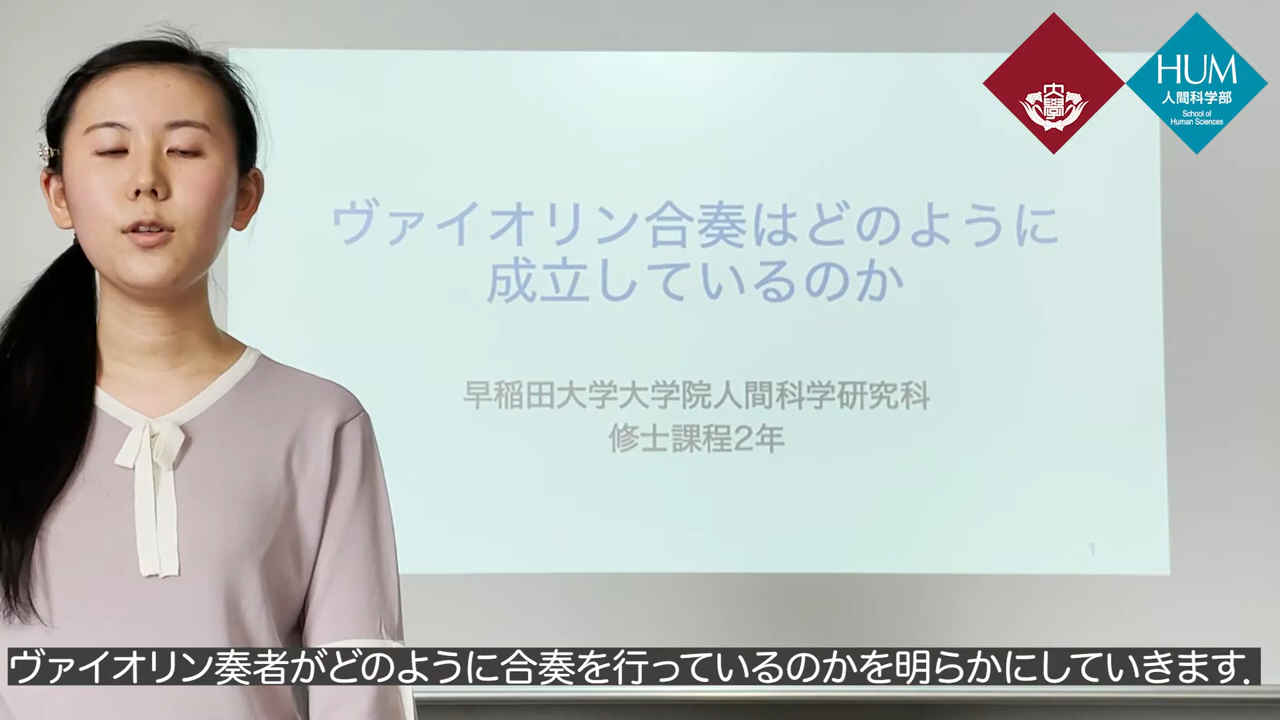 大學
HUM
人間科学部
School of
Human Sciences
ヴァイオリン合奏はどのように
成立しているのか
早稲田大学大学院人間科学研究科
修士課程2年
1
ヴァイオリン奏者がどのように合奏を行っているのかを明らかにしていきます.